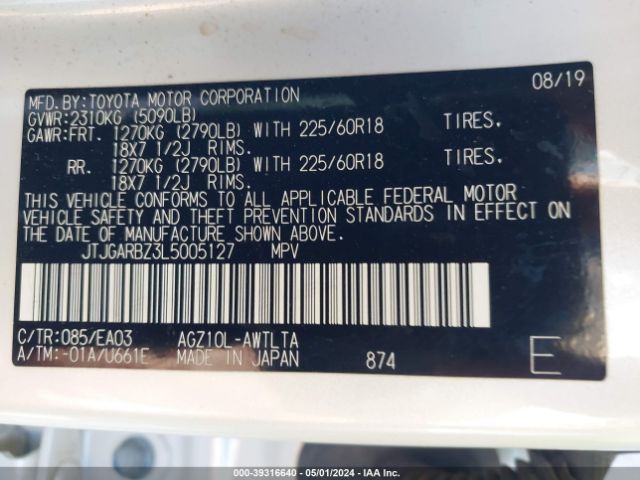 08/19
MFD.BY:TOYOTA MOTOR CORPORATION
GVWR:2310KG (5090LB)
GAWR:FRT. 1270KG (2790LB) WITH 225/60R18 TIRES.
18X7 1/2J RIMS.
RR. 1270KG (2790LB) WITH 225/60R18 TIRES.
18X7 1/2J RIMS.
THIS VEHICLE CONFORMS TO ALL APPLICABLE FEDERAL MOTOR
VEHICLE SAFETY AND THEFT PREVENTION STANDARDS IN EFFECT ON
THE DATE OF MANUFACTURE SHOWN ABOVE.
JTJGARBZ3L5005127 MPV
C/TR:085/EA03 AGZ10L-AWTLTA
A/TM:-01A/U661E MADE IN JAPAN 874 E
000-39316640 - 05/01/2024 - IAA Inc.